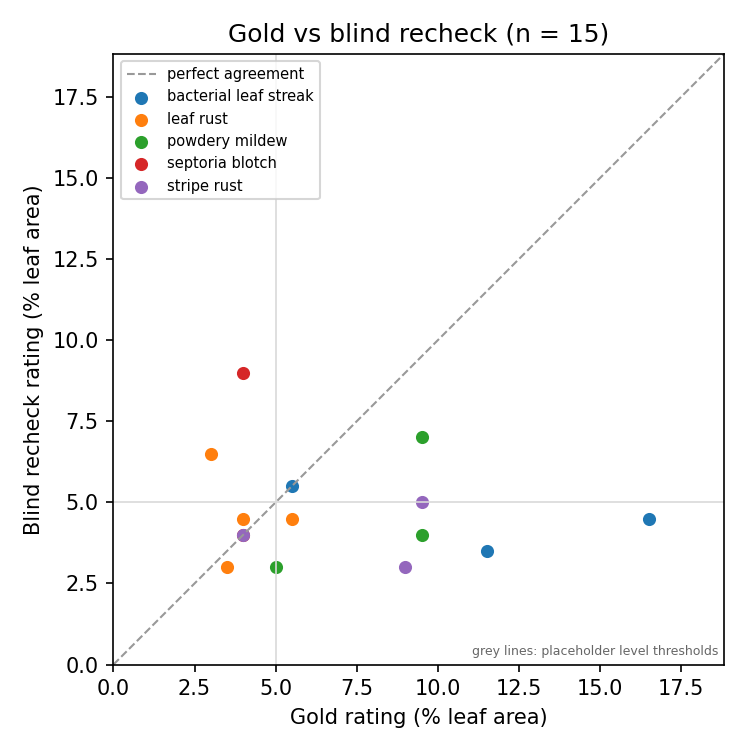 Gold vs blind recheck (n = 15)
perfect agreement
bacterial leaf streak
leaf rust
powdery mildew
septoria blotch
stripe rust
Blind recheck rating (% leaf area)
17.5
15.0
12.5
10.0
7.5
5.0
2.5
0.0
grey lines: placeholder level thresholds
0.0 2.5 5.0 7.5 10.0 12.5 15.0 17.5
Gold rating (% leaf area)